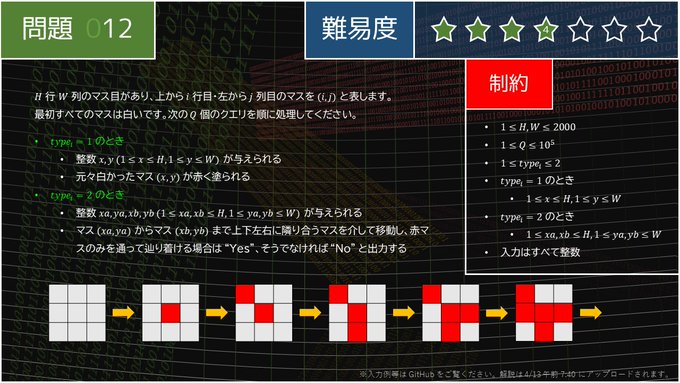 問題 012
難易度
4
H 行 W 列のマス目があり、上から i 行目・左から j 列目のマスを (i, j) と表します。
最初すべてのマスは白いです。次の Q 個のクエリを順に処理してください。
• type_i = 1 のとき
• 整数 x, y (1 ≤ x ≤ H, 1 ≤ y ≤ W) が与えられる
• 元々白かったマス (x, y) が赤く塗られる
• type_i = 2 のとき
• 整数 xa, ya, xb, yb (1 ≤ xa, xb ≤ H, 1 ≤ ya, yb ≤ W) が与えられる
• マス (xa, ya) からマス (xb, yb) まで上下左右に隣り合うマスを介して移動し、赤マ
スのみを通って辿り着ける場合は “Yes”、そうでなければ “No” と出力する
制約
• 1 ≤ H, W ≤ 2000
• 1 ≤ Q ≤ 10^5
• 1 ≤ type_i ≤ 2
• type_i = 1 のとき
• 1 ≤ x ≤ H, 1 ≤ y ≤ W
• type_i = 2 のとき
• 1 ≤ xa, xb ≤ H, 1 ≤ ya, yb ≤ W
• 入力はすべて整数
※入力例等は GitHub をご覧ください。解説は 4/13 午前 7:40 にアップロードされます。